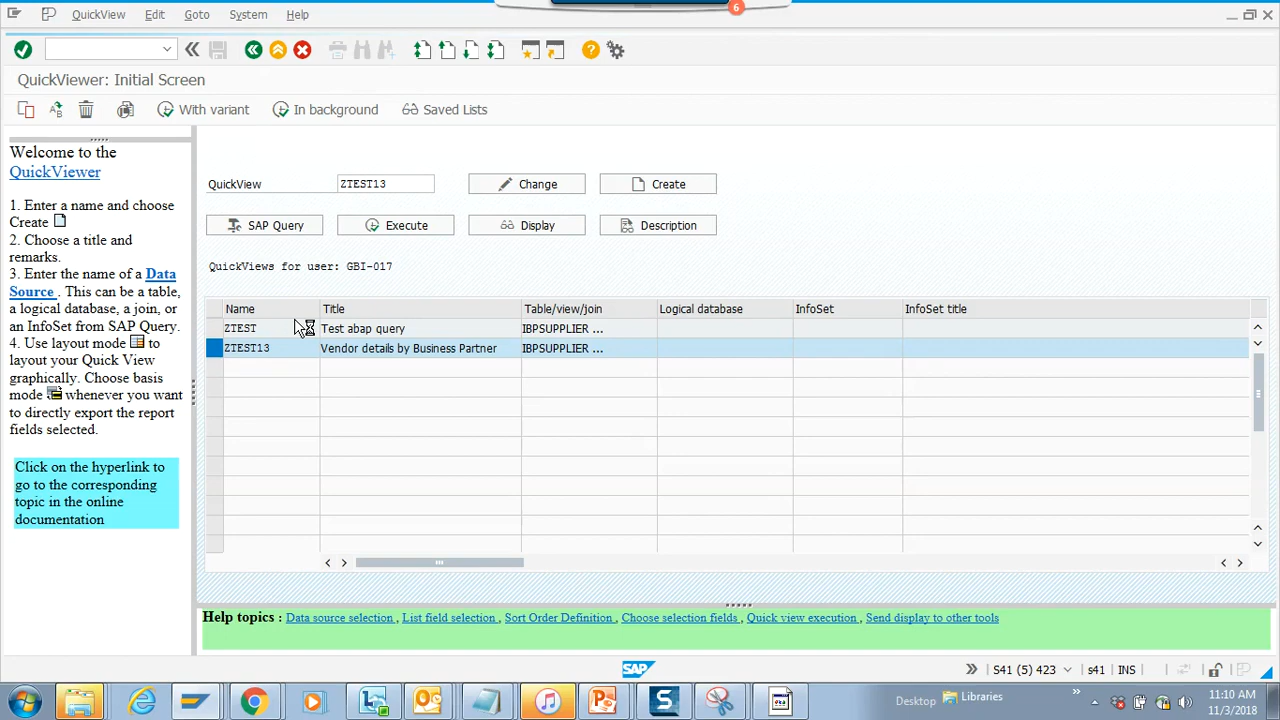 6
QuickView Edit Goto System Help
QuickViewer: Initial Screen
With variant In background Saved Lists
Welcome to the
QuickViewer
1. Enter a name and choose
Create
2. Choose a title and
remarks.
3. Enter the name of a Data
Source . This can be a table,
a logical database, a join, or
an InfoSet from SAP Query.
4. Use layout mode to
layout your Quick View
graphically. Choose basis
mode whenever you want
to directly export the report
fields selected.
Click on the hyperlink to
go to the corresponding
topic in the online
documentation
QuickView ZTEST13 Change Create
SAP Query Execute Display Description
QuickViews for user: GBI-017
Name Title Table/view/join Logical database InfoSet InfoSet title
ZTEST Test abap query IBPSUPPLIER ...
ZTEST13 Vendor details by Business Partner IBPSUPPLIER ...
Help topics : Data source selection , List field selection , Sort Order Definition , Choose selection fields , Quick view execution , Send display to other tools
SAP
S41 (5) 423 s41 INS
Desktop Libraries
11:10 AM
11/3/2018